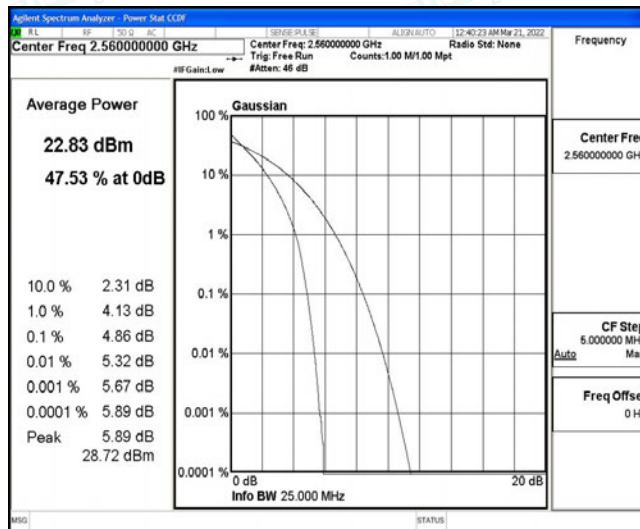 Agilent Spectrum Analyzer - Power Stat CCDF
RL RF 50 Ω AC SENSE:PULSE ALIGN AUTO 12:40:23 AM Mar 21, 2022
Center Freq 2.560000000 GHz
Center Freq: 2.560000000 GHz Radio Std: None
Trig: Free Run Counts:1.00 M/1.00 Mpt
#IFGain:Low #Atten: 46 dB
Frequency
Average Power
22.83 dBm
47.53 % at 0dB
10.0 % 2.31 dB
1.0 % 4.13 dB
0.1 % 4.86 dB
0.01 % 5.32 dB
0.001 % 5.67 dB
0.0001 % 5.89 dB
Peak 5.89 dB
28.72 dBm
Gaussian
100 %
10 %
1 %
0.1 %
0.01 %
0.001 %
0.0001 %
0 dB 20 dB
Info BW 25.000 MHz
Center Fre
2.560000000 GH
CF Step
5.000000 MH
Auto Ma
Freq Offse
0 H
MSG STATUS